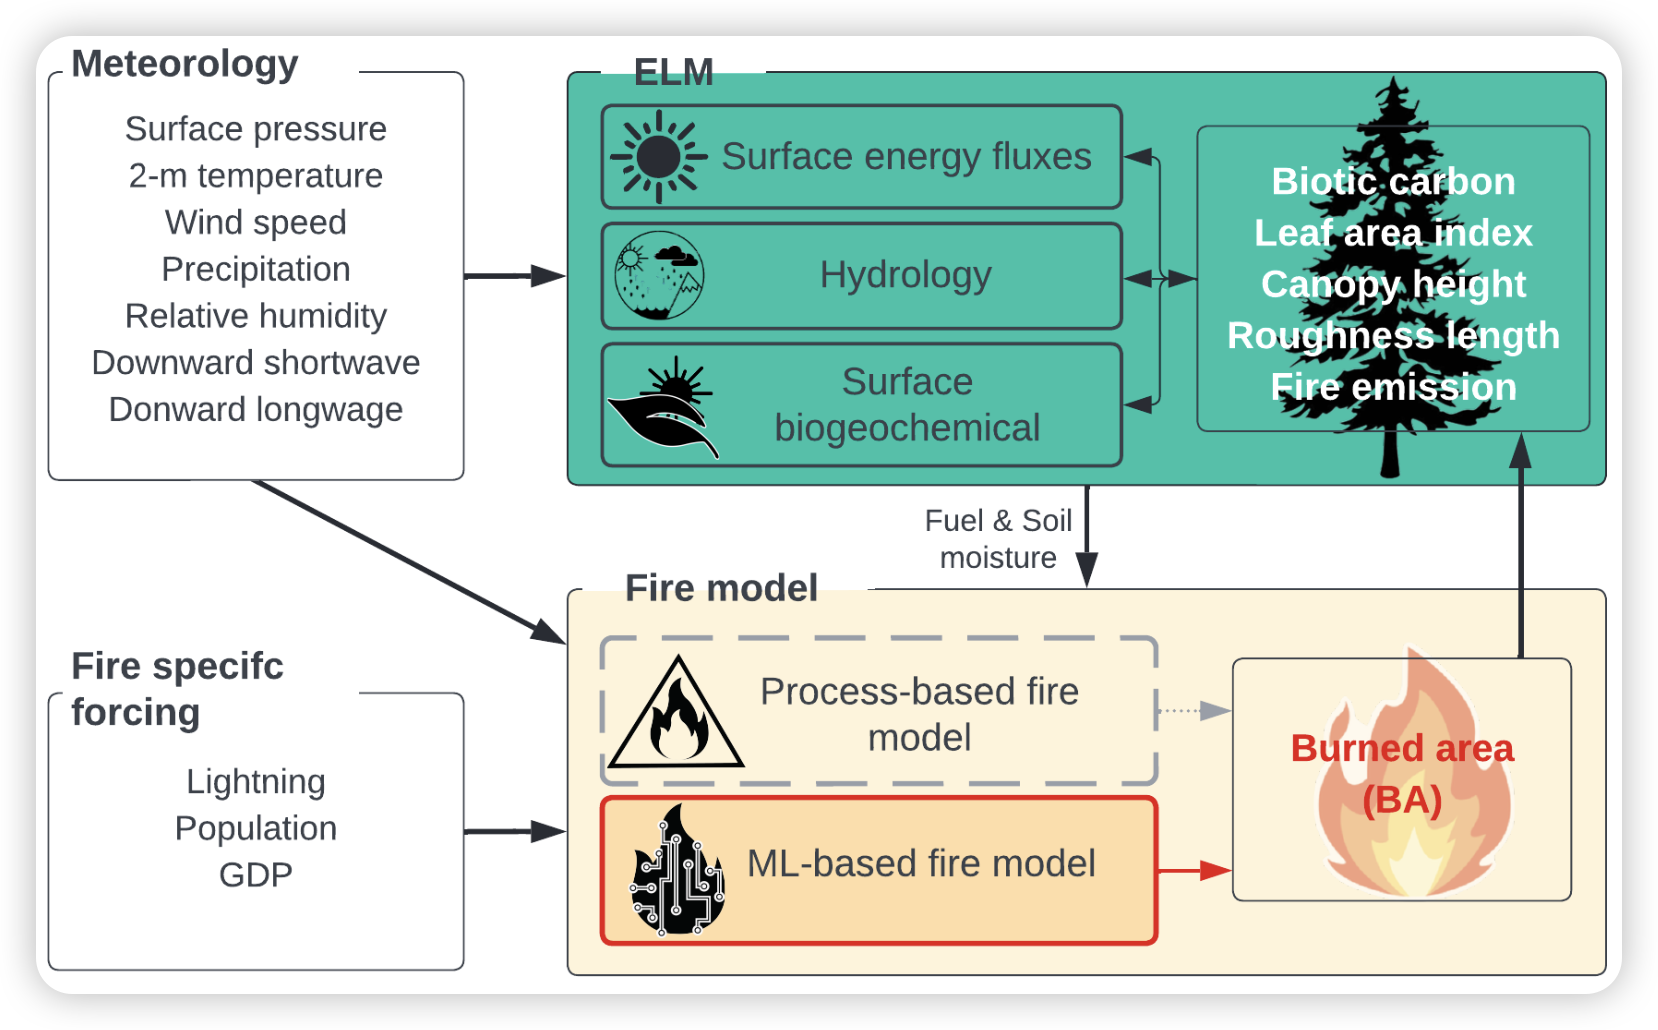 Meteorology
Surface pressure
2-m temperature
Wind speed
Precipitation
Relative humidity
Downward shortwave
Donward longwage
ELM
Surface energy fluxes
Hydrology
Surface
biogeochemical
Biotic carbon
Leaf area index
Canopy height
Roughness length
Fire emission
Fuel & Soil
moisture
Fire specifc
forcing
Lightning
Population
GDP
Fire model
Process-based fire
model
ML-based fire model
Burned area
(BA)